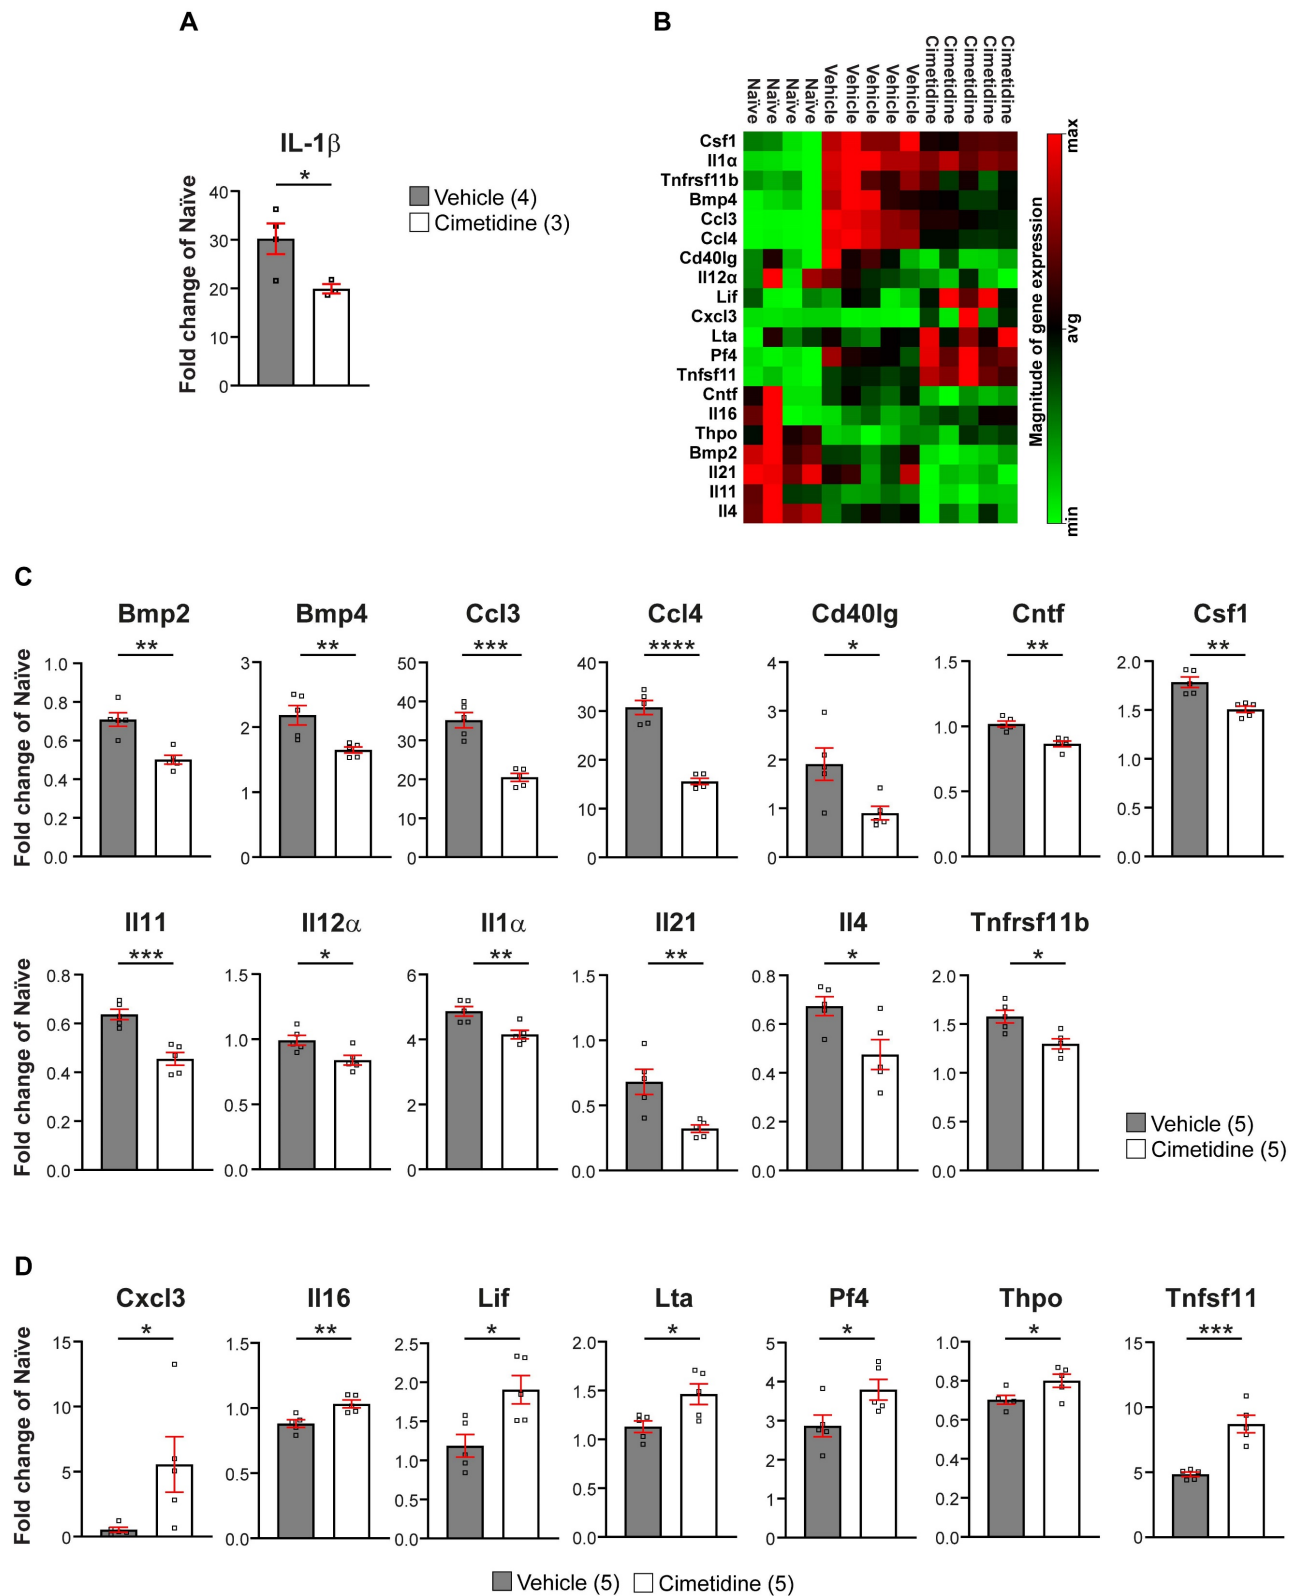 A
B
IL-1β
*
Fold change of Naïve
40
30
20
10
0
Vehicle (4)
Cimetidine (3)
Naïve Naïve Naïve Naïve Vehicle Vehicle Vehicle Vehicle Vehicle Cimetidine Cimetidine Cimetidine Cimetidine Cimetidine
Csf1
Il1α
Tnfrsf11b
Bmp4
Ccl3
Ccl4
Cd40lg
Il12α
Lif
Cxcl3
Lta
Pf4
Tnfsf11
Cntf
Il16
Thpo
Bmp2
Il21
Il11
Il4
max
avg
min
Magnitude of gene expression
C
Bmp2 Bmp4 Ccl3 Ccl4 Cd40lg Cntf Csf1
** ** *** **** * ** **
Fold change of Naïve
1.0 3 50 40 4 1.5 2.0
0.8 2 40 30 3 1.0 1.5
0.6 1 30 20 2 0.5 1.0
0.4 0 20 10 1 0.0 0.5
0.2 10 0 0 0.0
0.0 0
Il11 Il12α Il1α Il21 Il4 Tnfrsf11b
*** * ** ** * *
Fold change of Naïve
0.8 1.5 6 1.5 0.8 2.0
0.6 1.0 4 1.0 0.6 1.5
0.4 0.5 2 0.5 0.4 1.0
0.2 0.0 0 0.0 0.2 0.5
0.0 0.0 0.0
Vehicle (5)
Cimetidine (5)
D
Cxcl3 Il16 Lif Lta Pf4 Thpo Tnfsf11
* ** * * * * ***
Fold change of Naïve
15 1.5 2.5 2.0 5 1.0 15
10 1.0 2.0 1.5 4 0.8 10
5 0.5 1.5 1.0 3 0.6 5
0 0.0 1.0 0.5 2 0.4 0
0.5 0.0 1 0.2
0.0 0 0.0
Vehicle (5) Cimetidine (5)